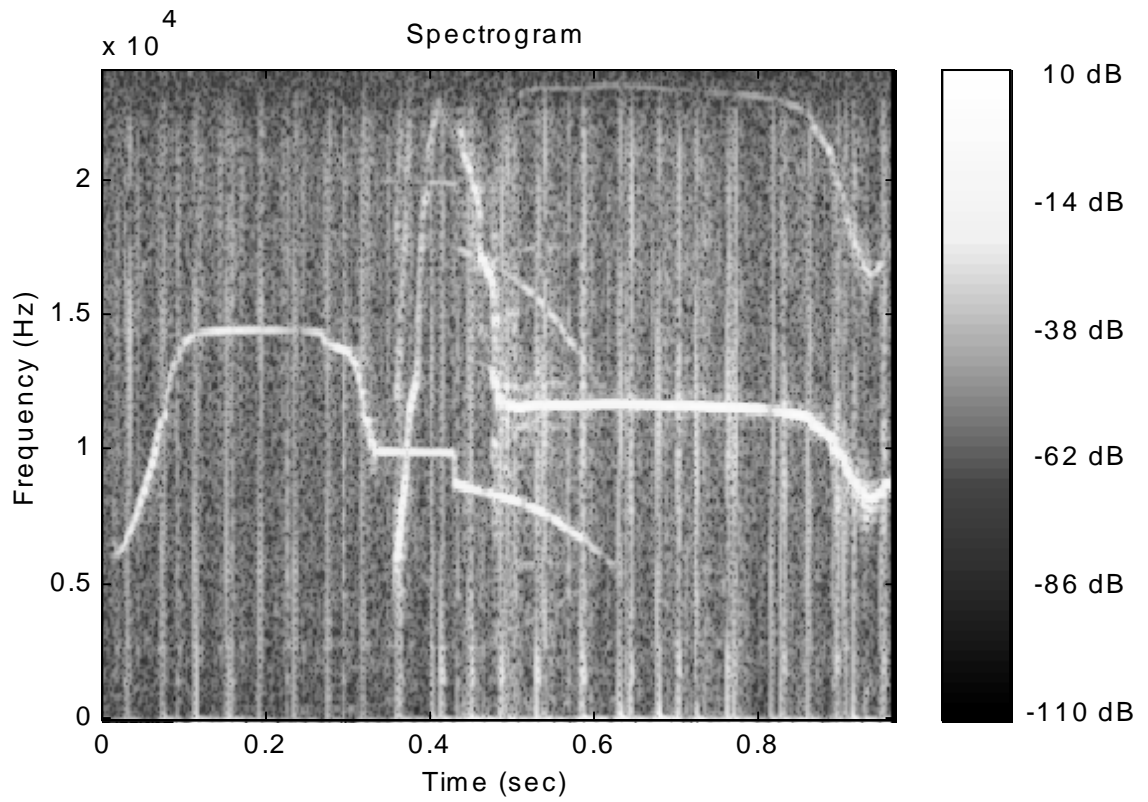 4
x 10
Spectrogram
10 dB
2
-14 dB
1.5
-38 dB
1
-62 dB
0.5
-86 dB
0
-110 dB
0 0.2 0.4 0.6 0.8
Time (sec)
Frequency (Hz)